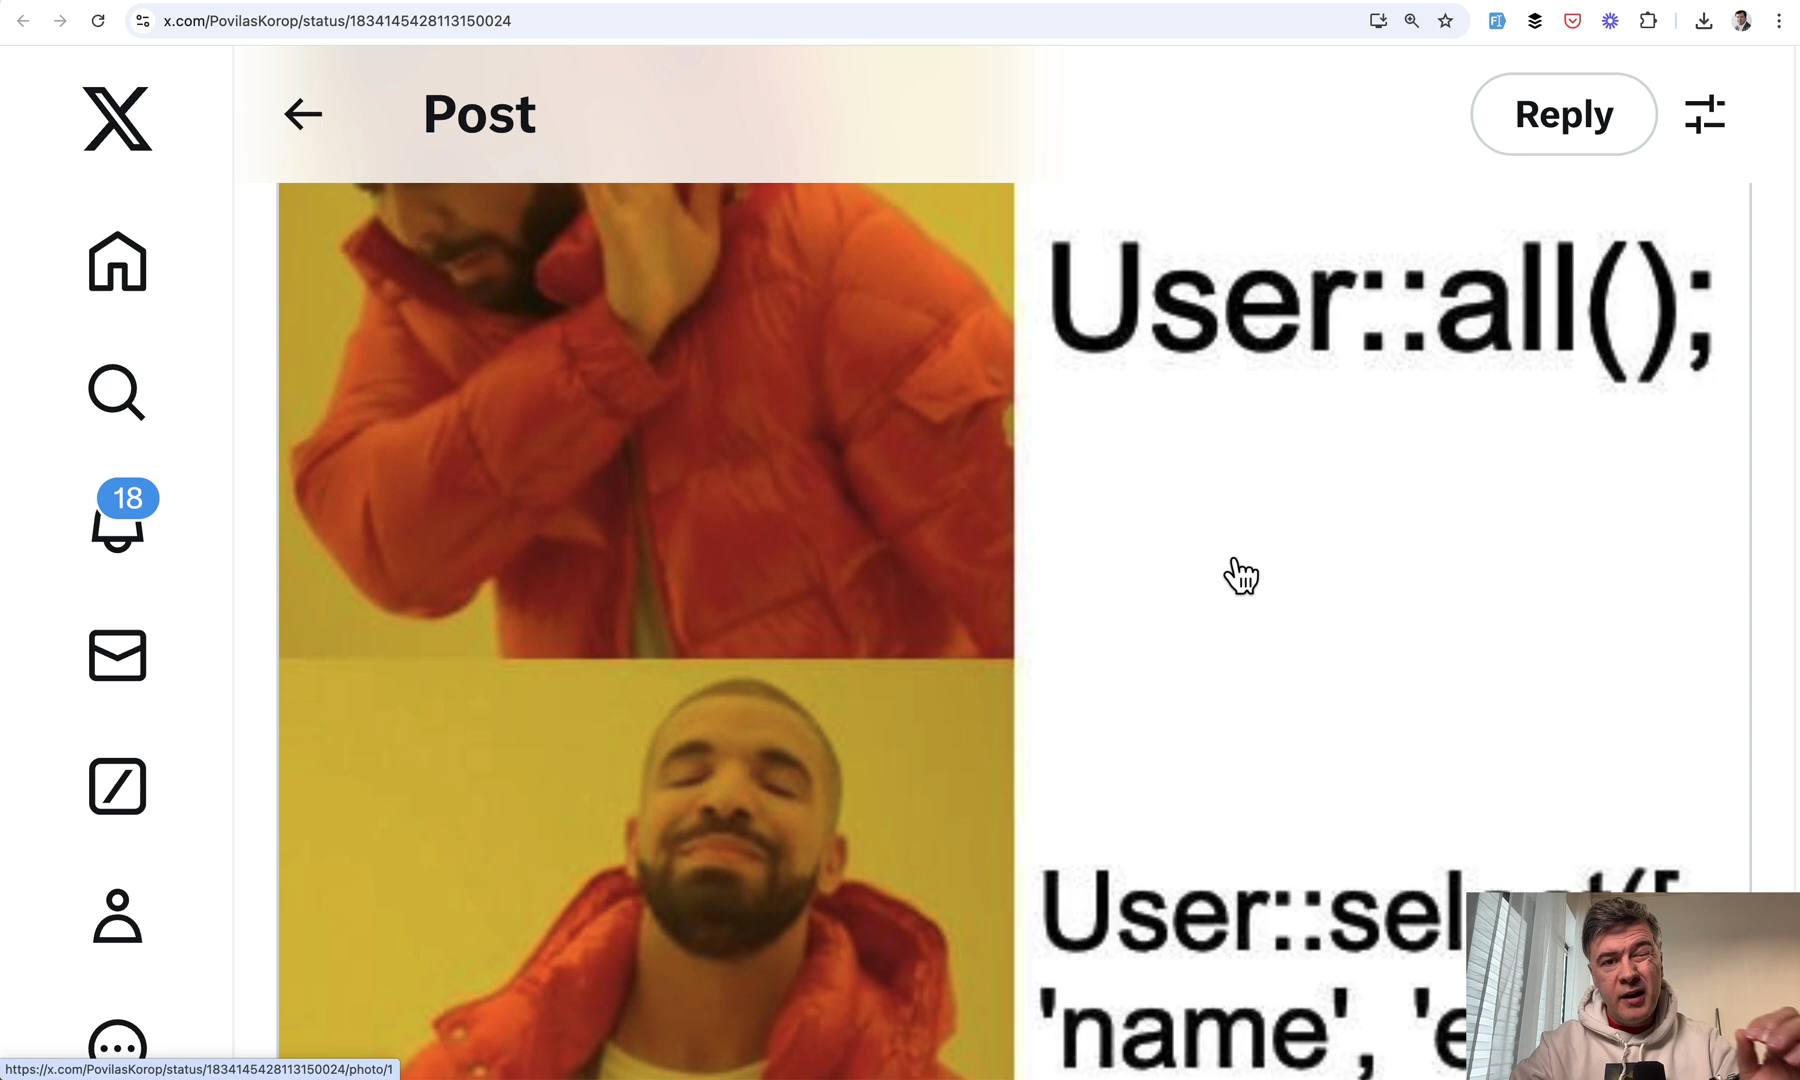 x.com/PovilasKorop/status/1834145428113150024
Post
Reply
User::all();
18
User::sel
'name', 'e
https://x.com/PovilasKorop/status/1834145428113150024/photo/1